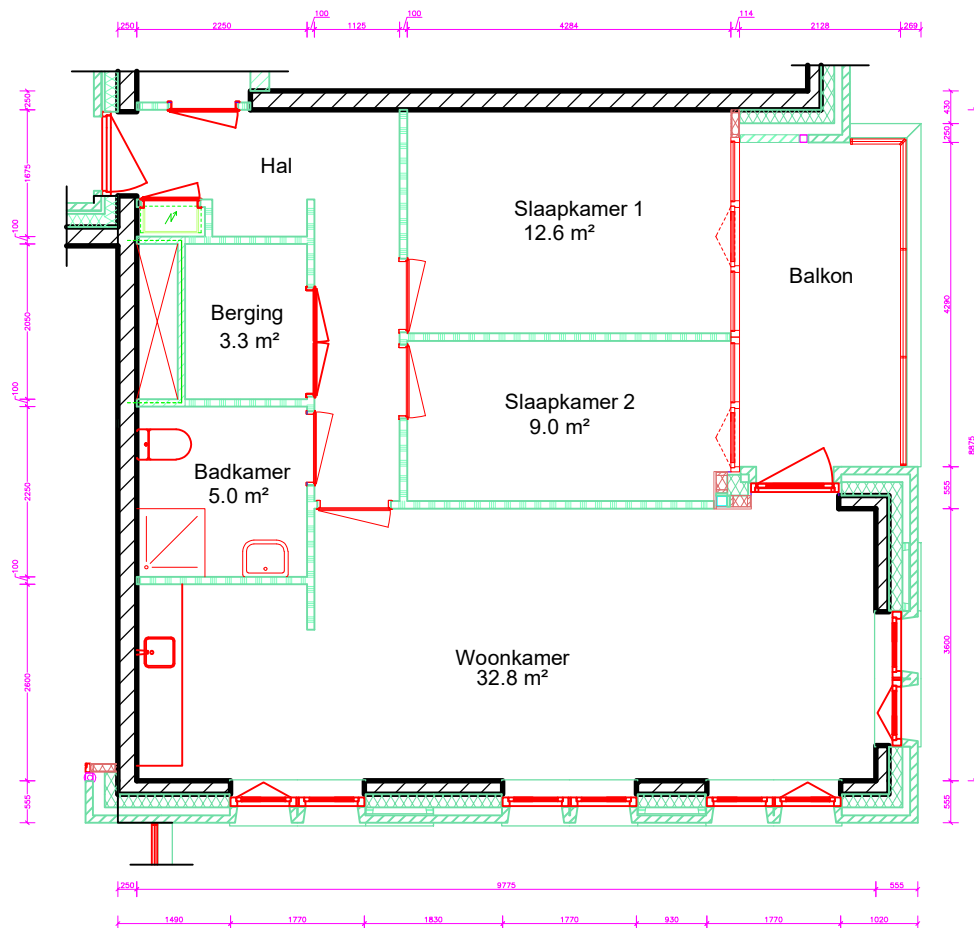 100
100
114
250
2250
1125
4284
2128
269
250
1675
100
2050
100
2250
100
2600
555
430
250
4290
8875
555
3600
555
Hal
Slaapkamer 1
12.6 m²
Balkon
Berging
3.3 m²
Slaapkamer 2
9.0 m²
Badkamer
5.0 m²
Woonkamer
32.8 m²
250
9775
555
1490
1770
1830
1770
930
1770
1020